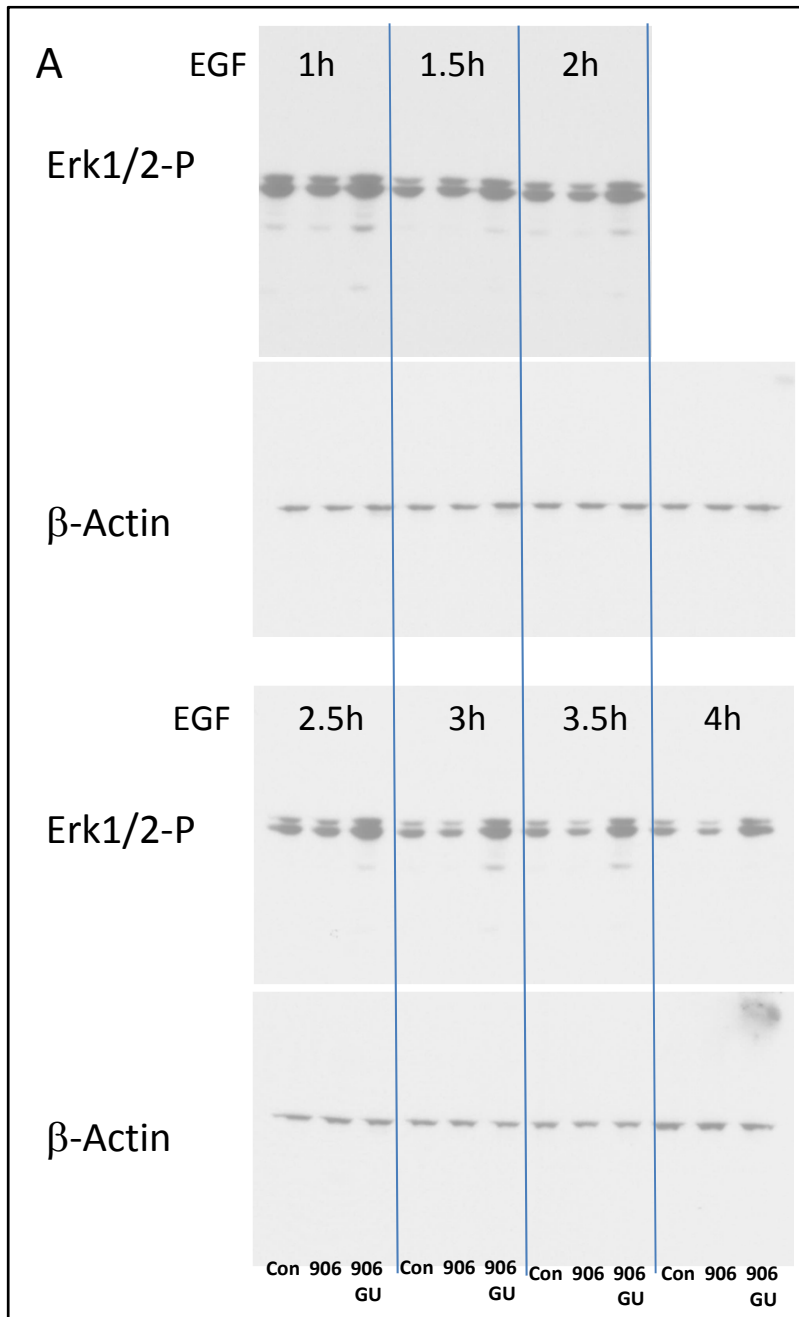 A EGF 1h 1.5h 2h
Erk1/2-P
β-Actin
EGF 2.5h 3h 3.5h 4h
Erk1/2-P
β-Actin
Con 906 906 Con 906 906 Con 906 906 Con 906 906
GU GU GU GU